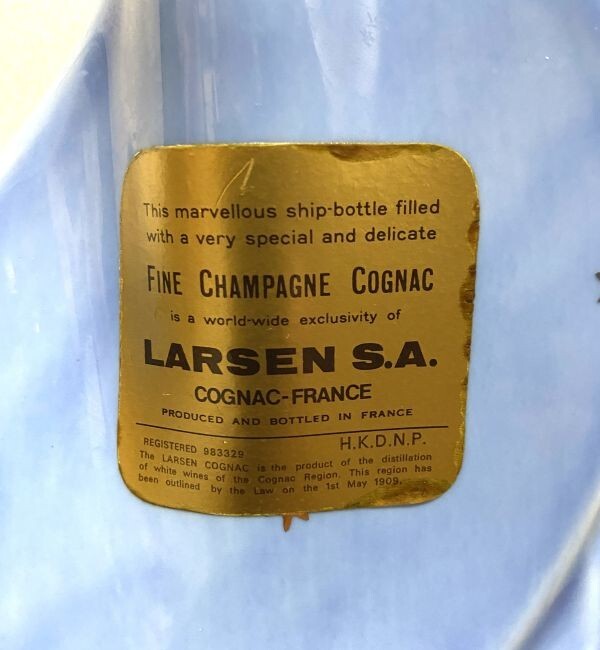 This marvellous ship-bottle filled
with a very special and delicate
FINE CHAMPAGNE COGNAC
is a world-wide exclusivity of
LARSEN S.A.
COGNAC-FRANCE
PRODUCED AND BOTTLED IN FRANCE
REGISTERED 983329 H.K.D.N.P.
The LARSEN COGNAC is the product of the distillation
of white wines of the Cognac Region. This region has
been outlined by the Law on the 1st May 1909.